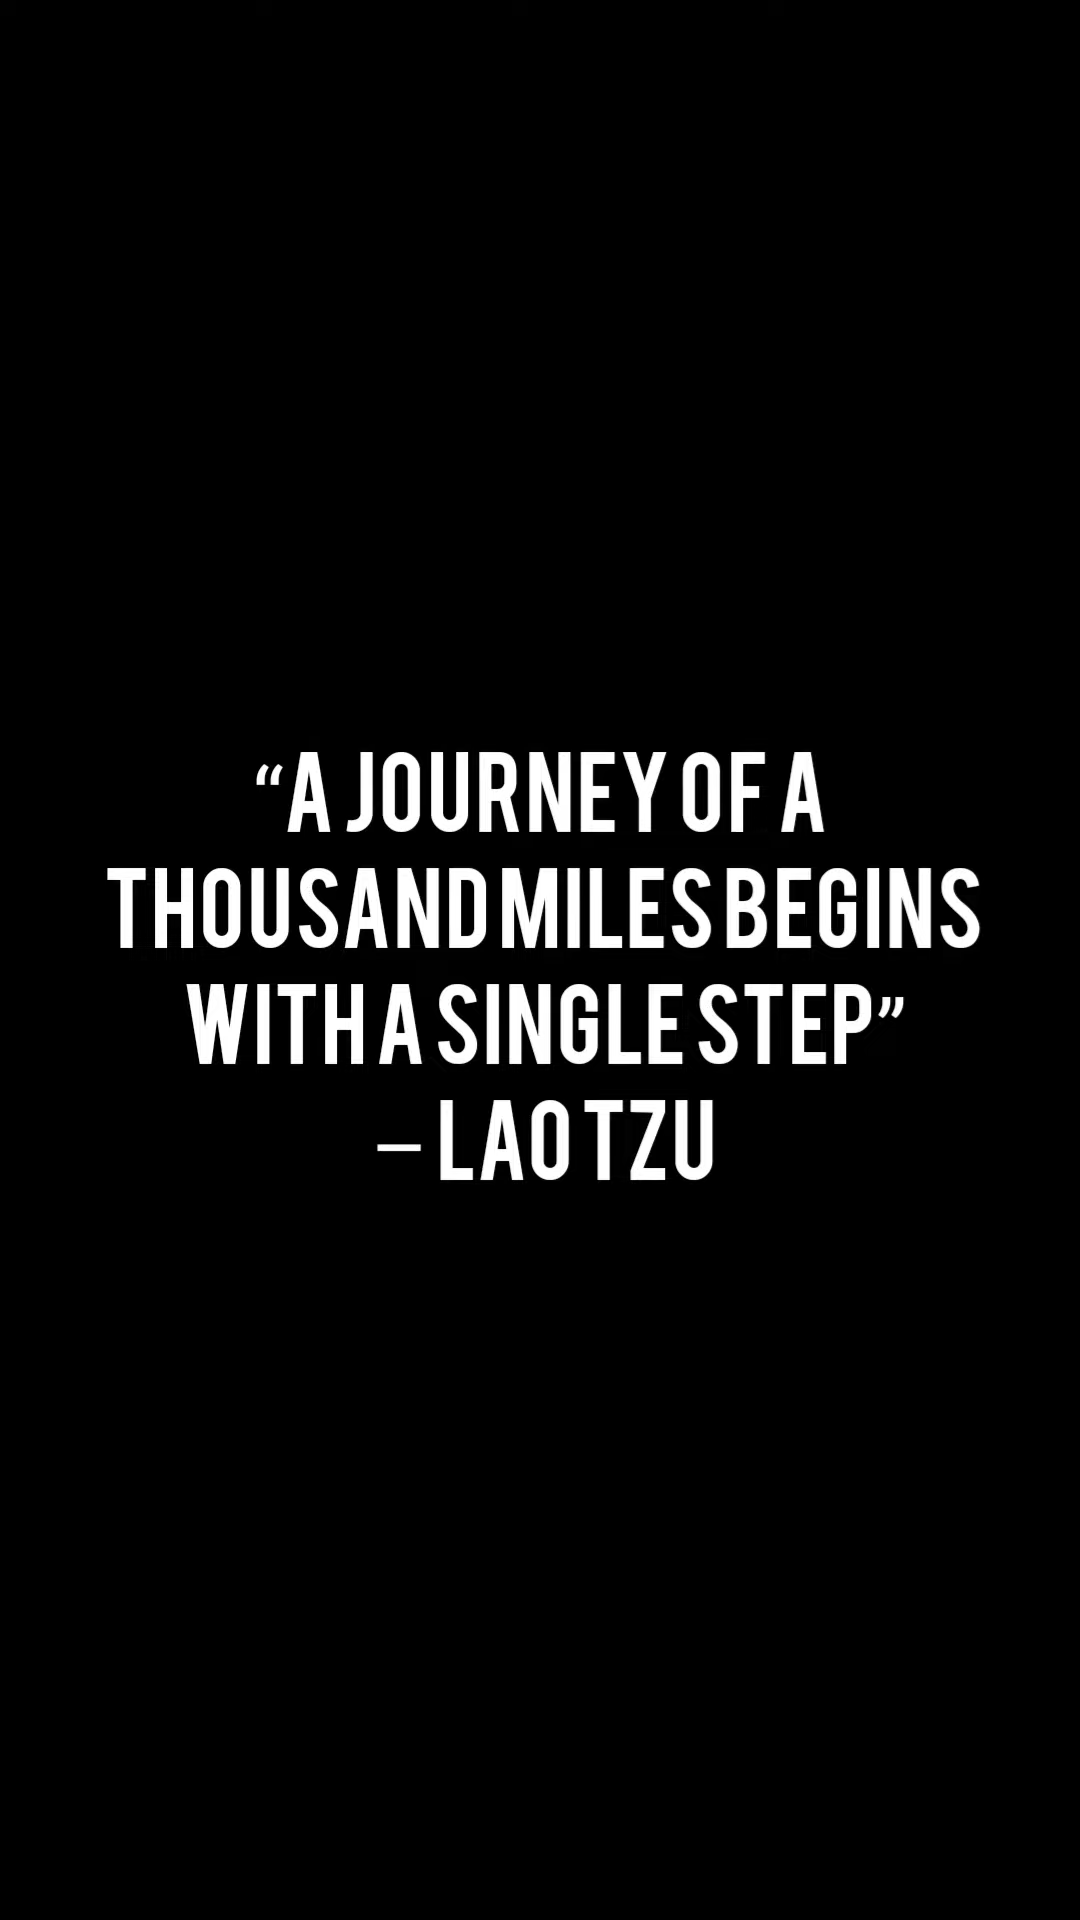 “A JOURNEY OF A
THOUSAND MILES BEGINS
WITH A SINGLE STEP”
– LAO TZU